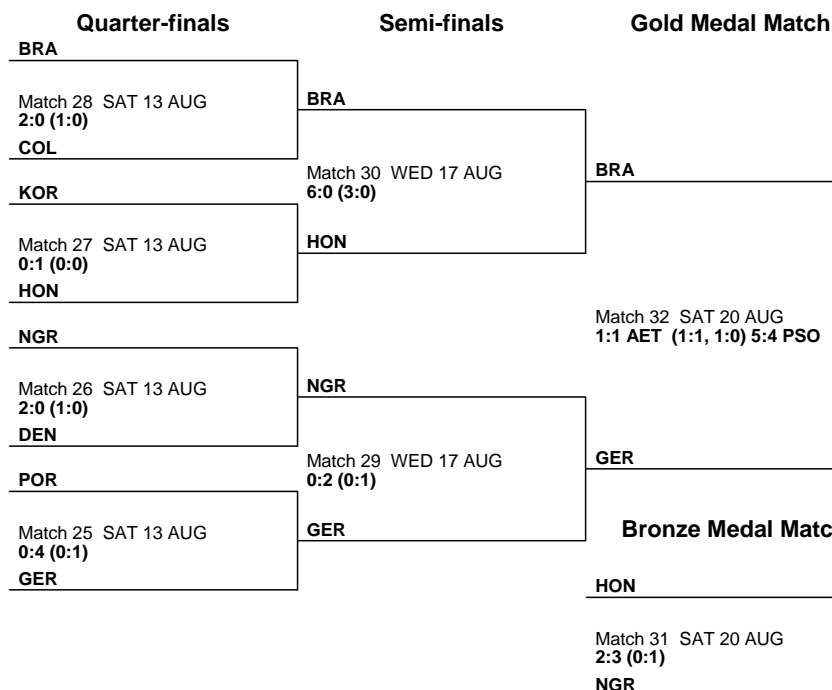 Quarter-finals
BRA
Match 28 SAT 13 AUG
2:0 (1:0)
COL
KOR
Match 27 SAT 13 AUG
0:1 (0:0)
HON
NGR
Match 26 SAT 13 AUG
2:0 (1:0)
DEN
POR
Match 25 SAT 13 AUG
0:4 (0:1)
GER
Semi-finals
BRA
Match 30 WED 17 AUG
6:0 (3:0)
HON
NGR
Match 29 WED 17 AUG
0:2 (0:1)
GER
Gold Medal Match
BRA
Match 32 SAT 20 AUG
1:1 AET (1:1, 1:0) 5:4 PSO
GER
Bronze Medal Matc
HON
Match 31 SAT 20 AUG
2:3 (0:1)
NGR